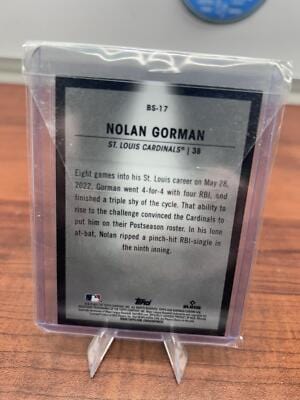 BS-17
NOLAN GORMAN
ST. LOUIS CARDINALS | 3B
Eight games into his St. Louis career on May 28,
2022, Gorman went 4-for-4 with four RBI, and
finished a triple shy of the cycle. That ability to
rise to the challenge convinced the Cardinals to
put him on their Postseason roster. In his lone
at-bat, Nolan ripped a pinch-hit RBI-single in
the ninth inning.
Topps